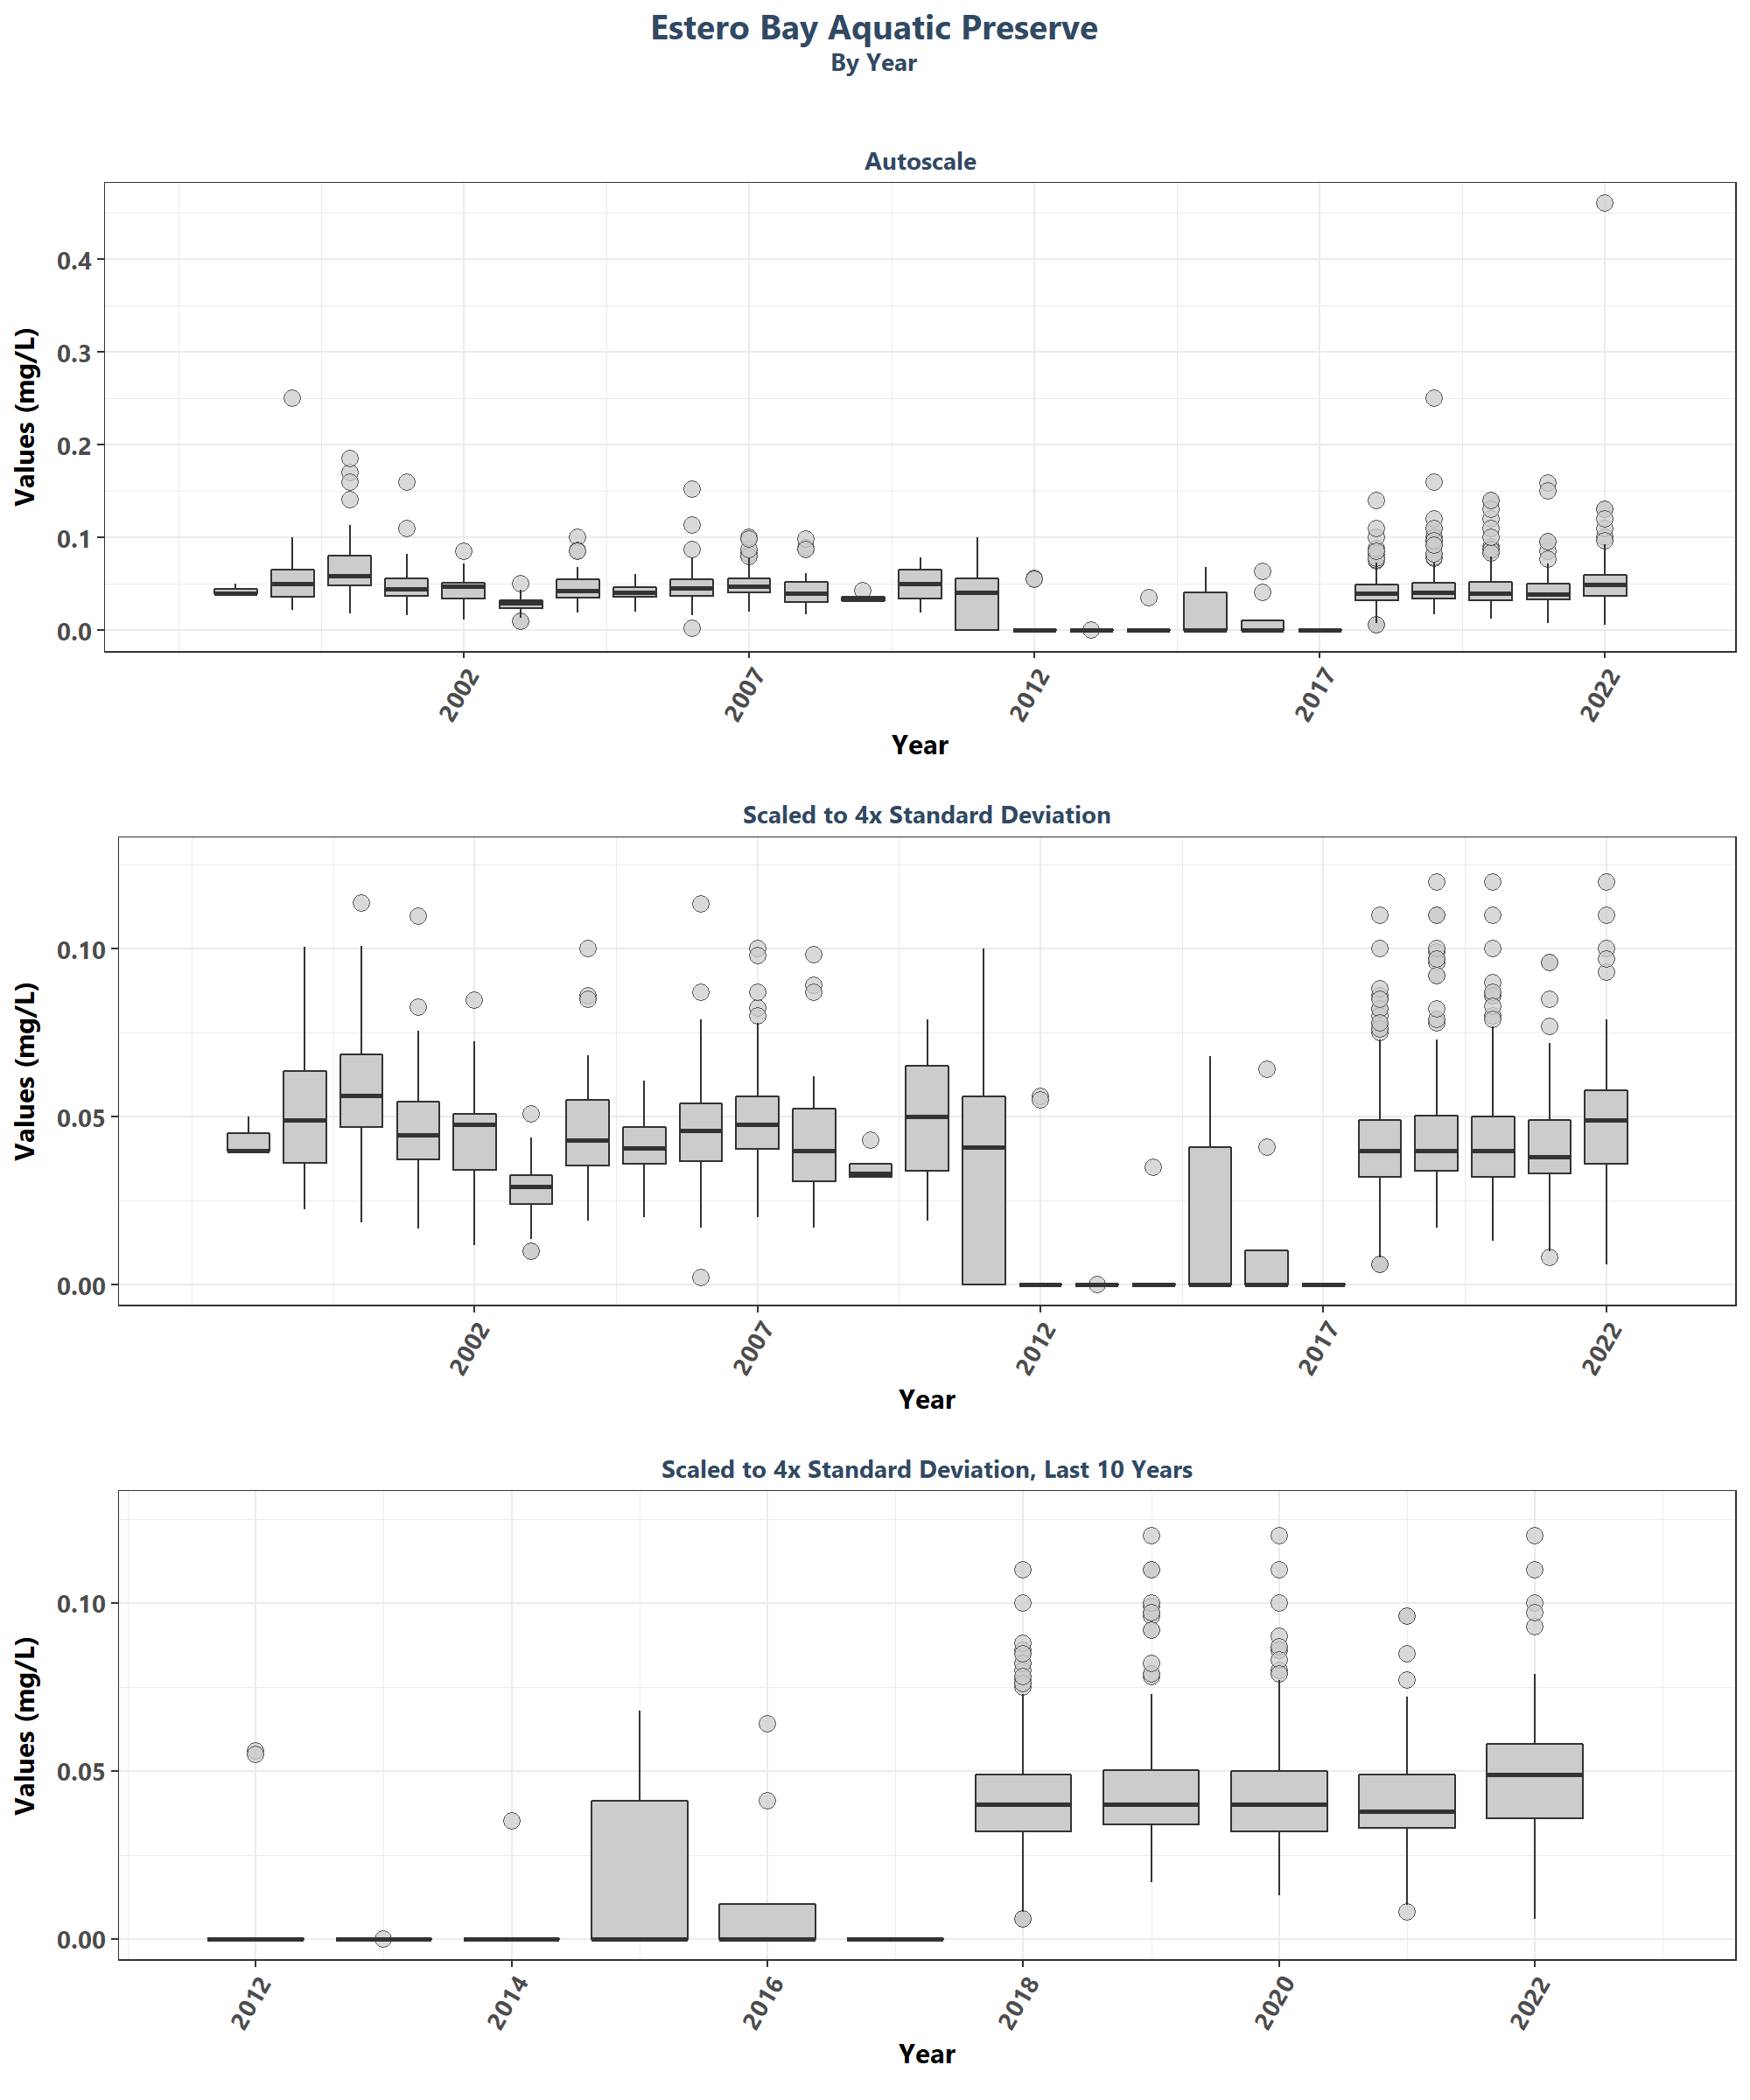 Estero Bay Aquatic Preserve
By Year
Autoscale
Values (mg/L)
0.4
0.3
0.2
0.1
0.0
2002
2007
2012
2017
2022
Year
Scaled to 4x Standard Deviation
Values (mg/L)
0.10
0.05
0.00
2002
2007
2012
2017
2022
Year
Scaled to 4x Standard Deviation, Last 10 Years
Values (mg/L)
0.10
0.05
0.00
2012
2014
2016
2018
2020
2022
Year